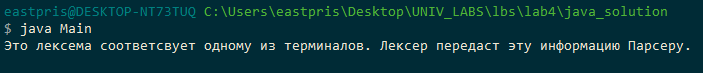 eastpris@DESKTOP-NT73TUQ C:\Users\eastpris\Desktop\UNIV_LABS\lbs\lab4\java_solution
$ java Main
Это лексема соответсвует одному из терминалов. Лексер передаст эту информацию Парсеру.